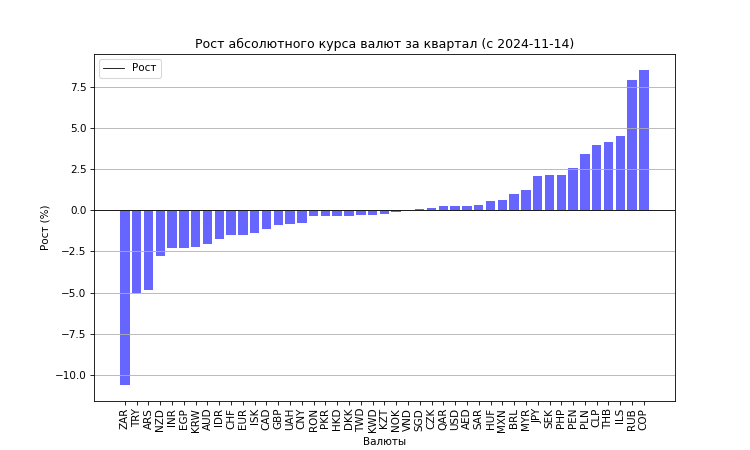 Рост абсолютного курса валют за квартал (с 2024-11-14)
Рост
7.5
5.0
2.5
0.0
−2.5
−5.0
−7.5
−10.0
Рост (%)
ZAR TRY ARS NZD INR EGP KRW AUD IDR CHF EUR ISK CAD GBP UAH CNY RON PKR HKD DKK TWD KWD KZT NOK VND SGD CZK QAR USD AED SAR HUF MXN BRL MYR JPY SEK PHP PEN PLN CLP THB ILS RUB COP
Валюты